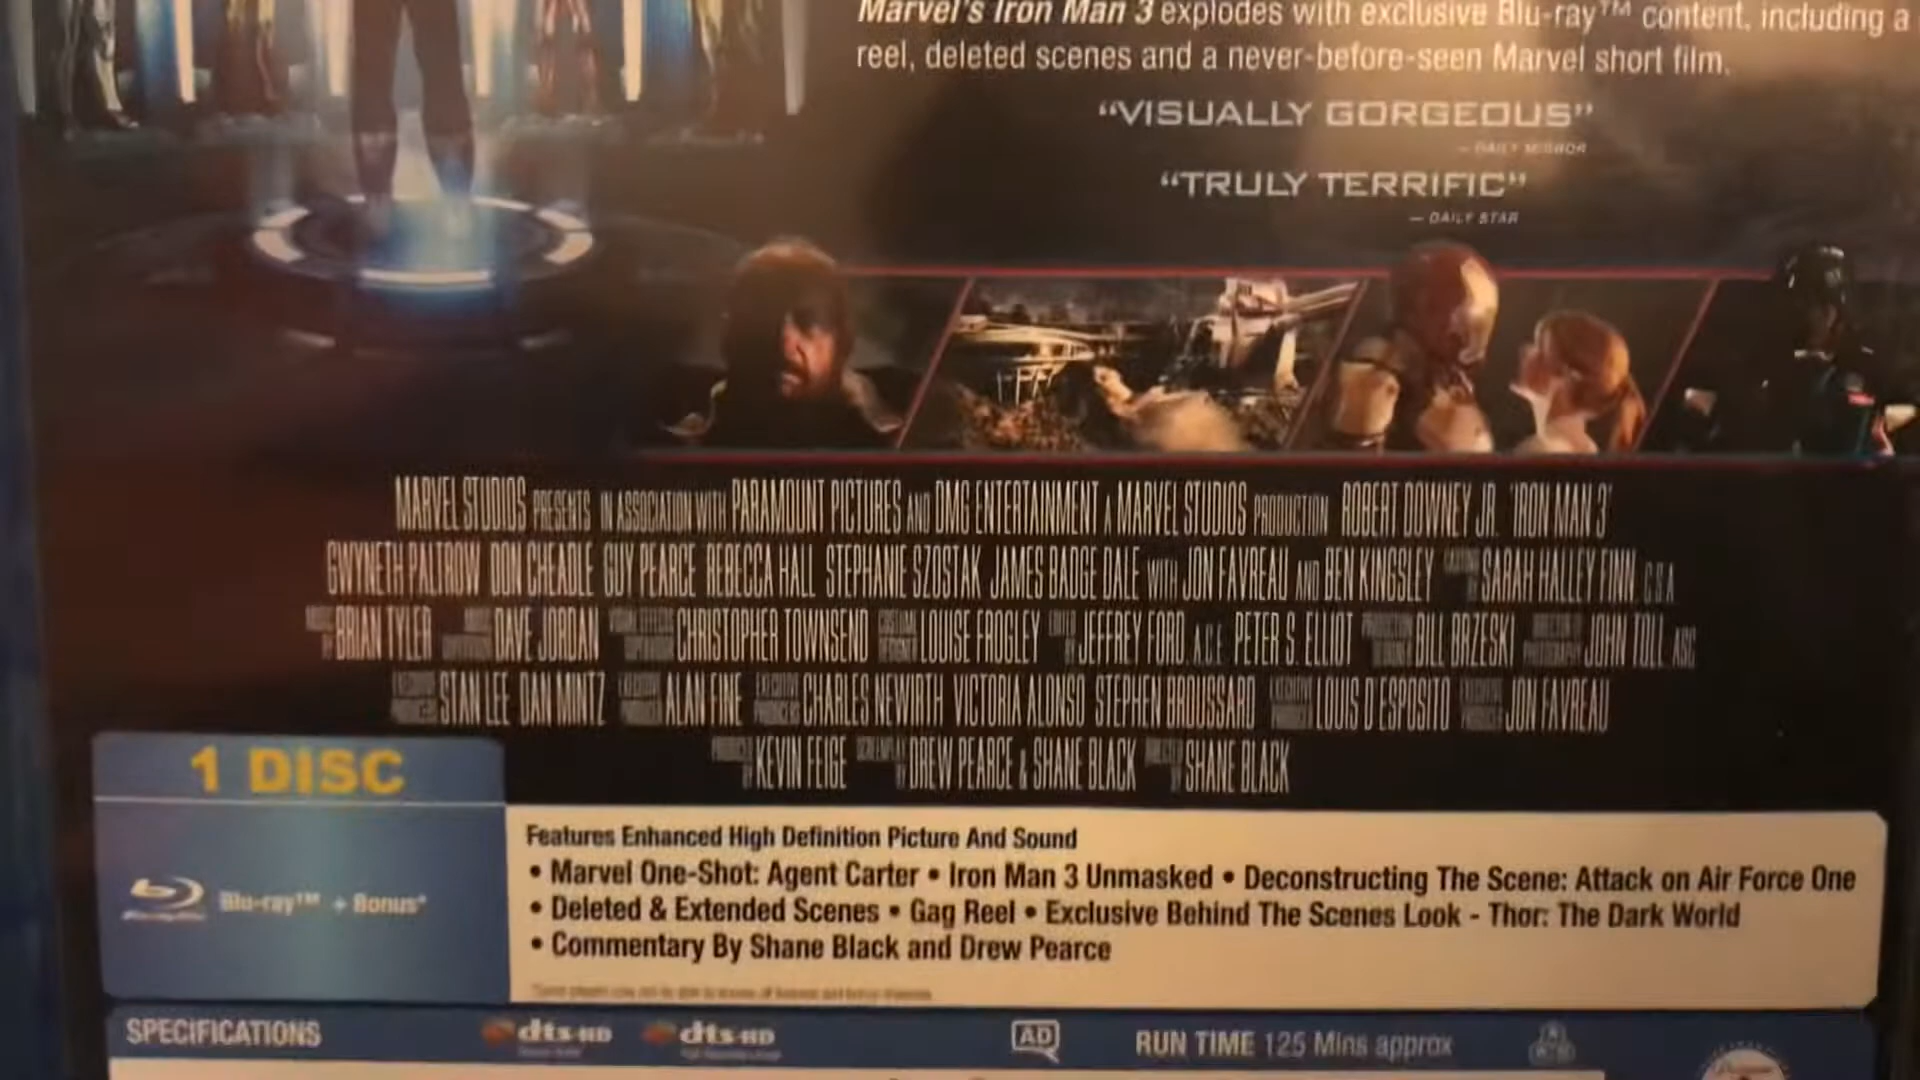 Marvel's Iron Man 3 explodes with exclusive Blu-ray™ content, including a
reel, deleted scenes and a never-before-seen Marvel short film.
“VISUALLY GORGEOUS”
— DAILY MIRROR
“TRULY TERRIFIC”
— DAILY STAR
MARVEL STUDIOS PRESENTS IN ASSOCIATION WITH PARAMOUNT PICTURES AND DMG ENTERTAINMENT A MARVEL STUDIOS PRODUCTION ROBERT DOWNEY JR. 'IRON MAN 3'
GWYNETH PALTROW DON CHEADLE GUY PEARCE REBECCA HALL STEPHANIE SZOSTAK JAMES BADGE DALE WITH JON FAVREAU AND BEN KINGSLEY SARAH HALLEY FINN, C.S.A.
BRIAN TYLER DAVE JORDAN CHRISTOPHER TOWNSEND LOUISE FROGLEY JEFFREY FORD, A.C.E. PETER S. ELLIOT BILL BRZESKI JOHN TOLL, ASC
STAN LEE DAN MINTZ ALAN FINE CHARLES NEWIRTH VICTORIA ALONSO STEPHEN BROUSSARD LOUIS D'ESPOSITO JON FAVREAU
KEVIN FEIGE DREW PEARCE & SHANE BLACK SHANE BLACK
1 DISC
Blu-ray™ + Bonus*
Features Enhanced High Definition Picture And Sound
• Marvel One-Shot: Agent Carter • Iron Man 3 Unmasked • Deconstructing The Scene: Attack on Air Force One
• Deleted & Extended Scenes • Gag Reel • Exclusive Behind The Scenes Look - Thor: The Dark World
• Commentary By Shane Black and Drew Pearce
SPECIFICATIONS dts-HD dts-HD AD RUN TIME 125 Mins approx